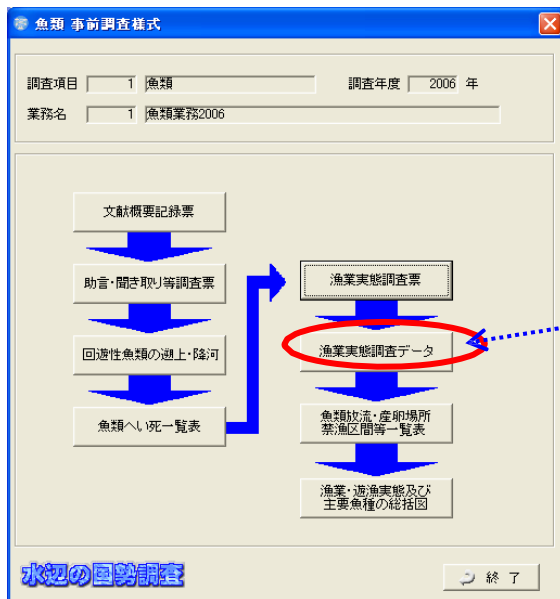 魚類 事前調査様式
調査項目 1 魚類 調査年度 2006 年
業務名 1 魚類業務2006
文献概要記録票
助言・聞き取り等調査票
回遊性魚類の遡上・降河
魚類へい死一覧表
漁業実態調査票
漁業実態調査データ
魚類放流・産卵場所
禁漁区間等一覧表
漁業・遊漁実態及び
主要魚種の総括図
水辺の国勢調査
終 了